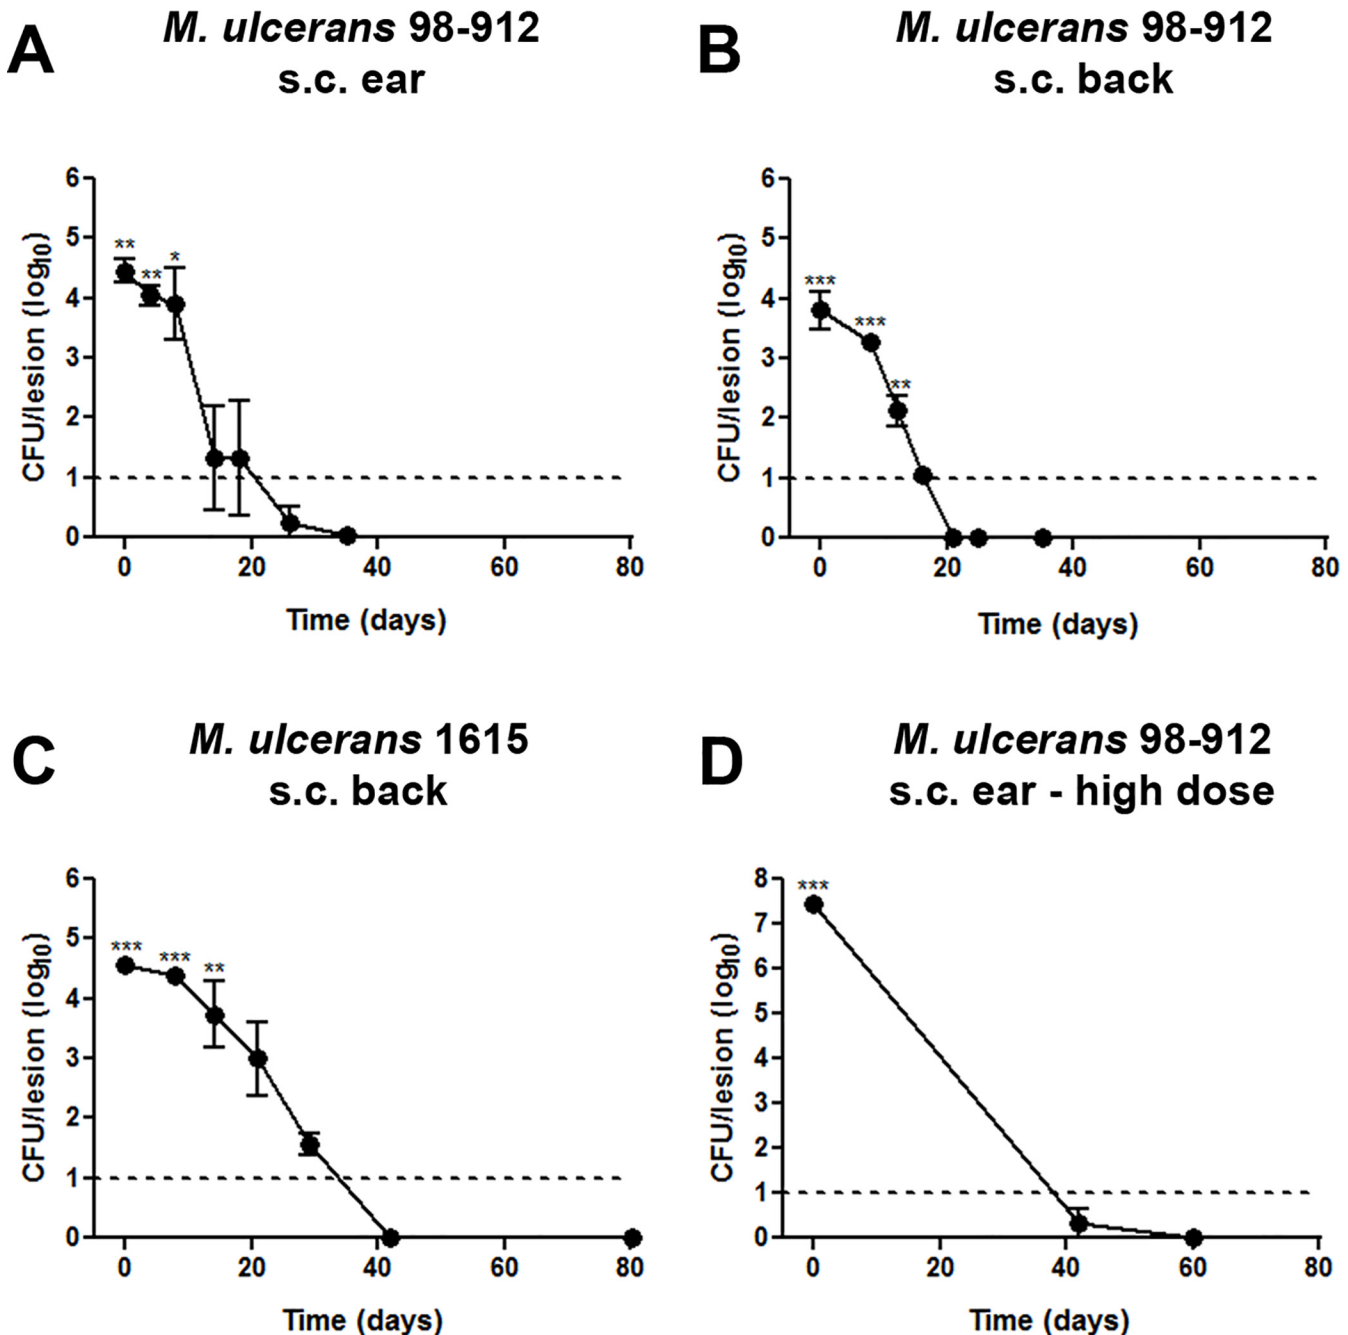 A
M. ulcerans 98-912
s.c. ear
CFU/lesion (log10)
6
5
4
3
2
1
0
**
**
*
0 20 40 60 80
Time (days)
B
M. ulcerans 98-912
s.c. back
CFU/lesion (log10)
6
5
4
3
2
1
0
***
***
**
0 20 40 60 80
Time (days)
C
M. ulcerans 1615
s.c. back
CFU/lesion (log10)
6
5
4
3
2
1
0
***
***
**
0 20 40 60 80
Time (days)
D
M. ulcerans 98-912
s.c. ear - high dose
CFU/lesion (log10)
8
7
6
5
4
3
2
1
0
***
0 20 40 60 80
Time (days)